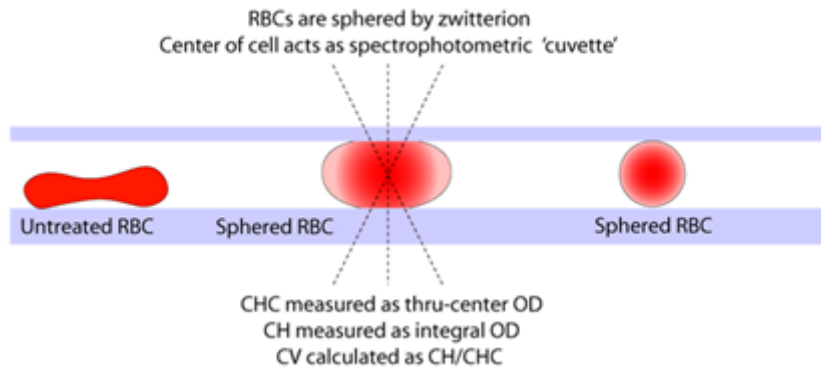 RBCs are sphered by zwitterion
Center of cell acts as spectrophotometric 'cuvette'
Untreated RBC
Sphered RBC
Sphered RBC
CHC measured as thru-center OD
CH measured as integral OD
CV calculated as CH/CHC